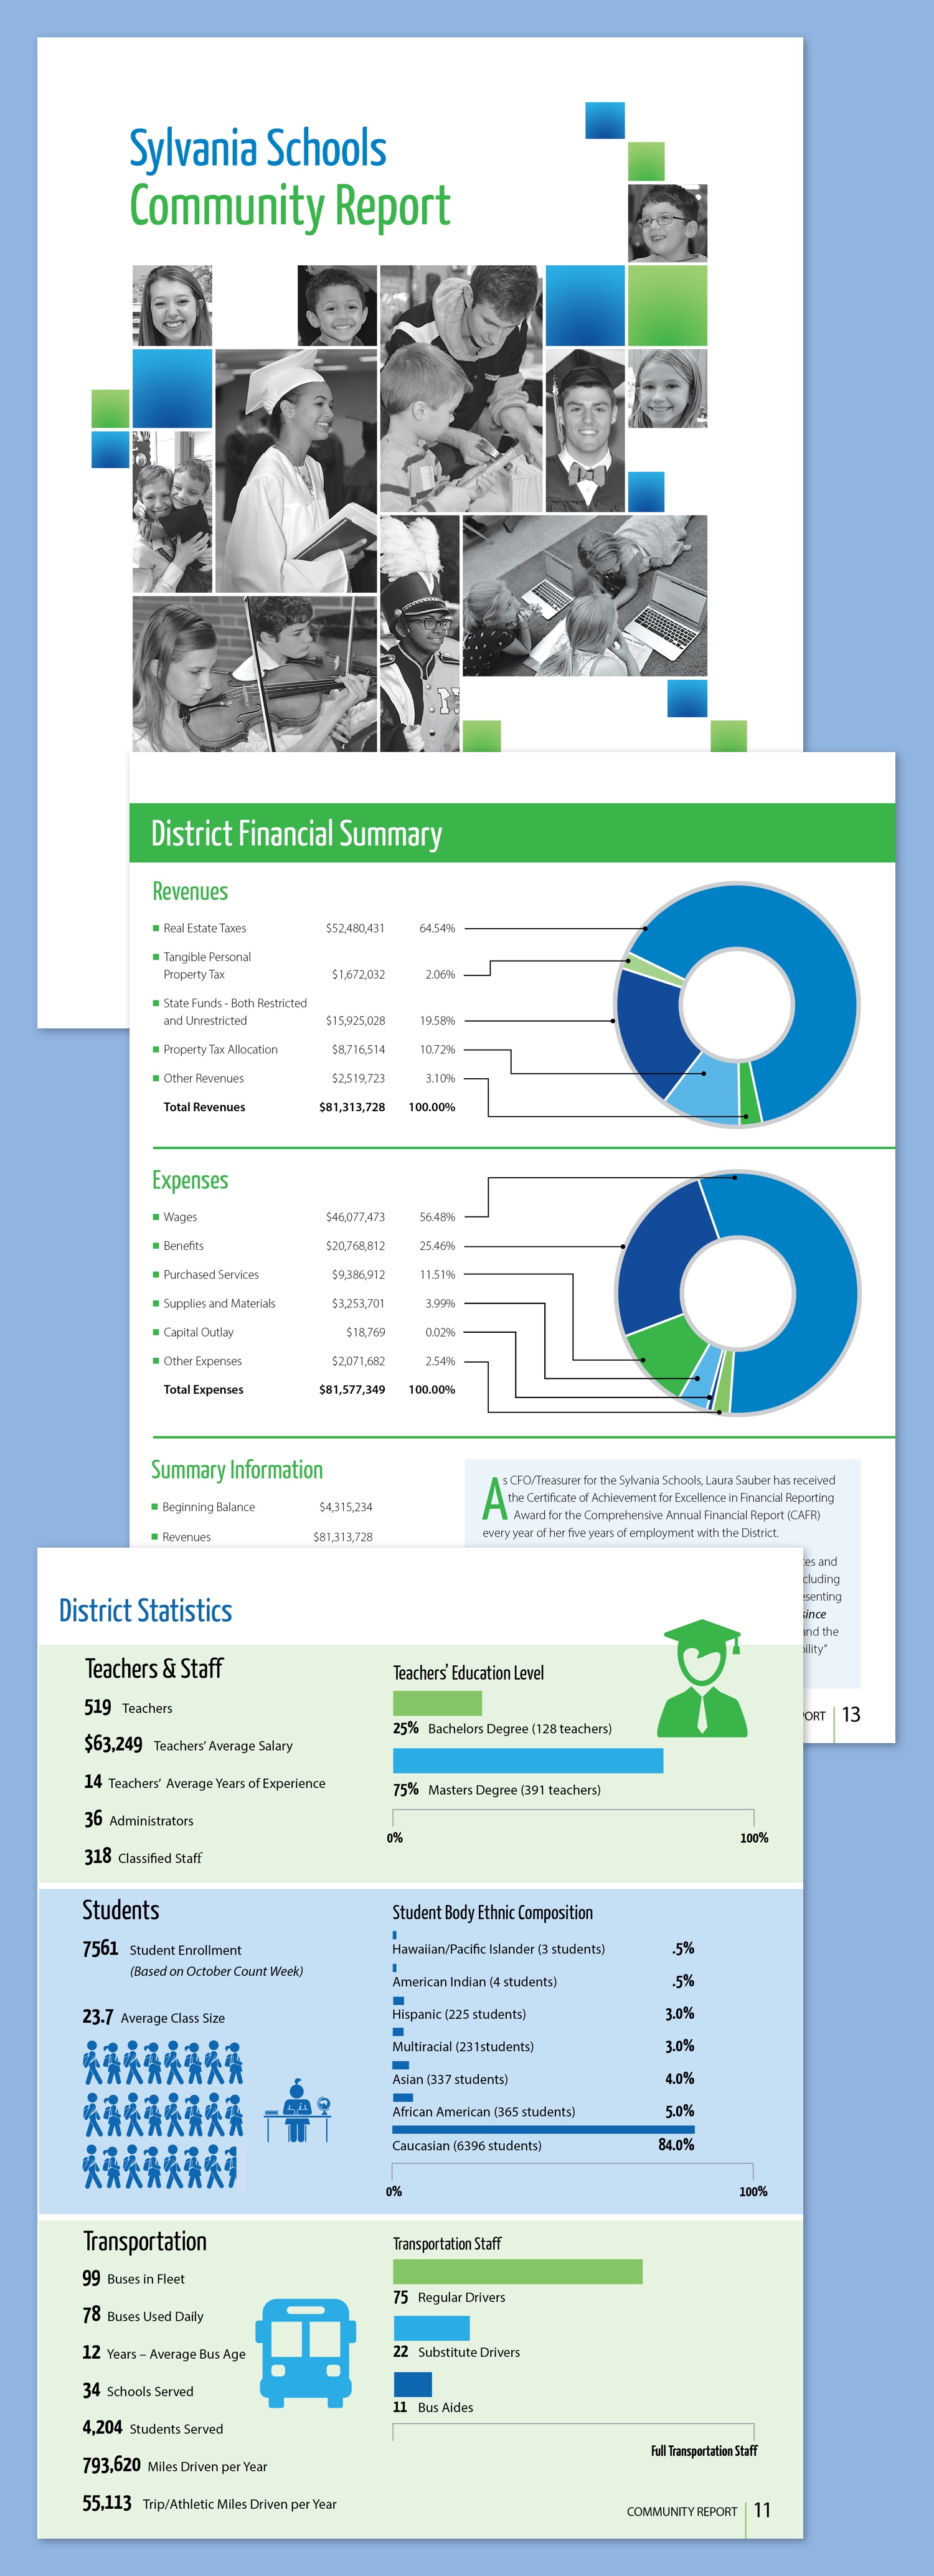 Sylvania Schools
Community Report
District Financial Summary
Revenues
Real Estate Taxes $52,480,431 64.54%
Tangible Personal
Property Tax $1,672,032 2.06%
State Funds - Both Restricted
and Unrestricted $15,925,028 19.58%
Property Tax Allocation $8,716,514 10.72%
Other Revenues $2,519,723 3.10%
Total Revenues $81,313,728 100.00%
Expenses
Wages $46,077,473 56.48%
Benefits $20,768,812 25.46%
Purchased Services $9,386,912 11.51%
Supplies and Materials $3,253,701 3.99%
Capital Outlay $18,769 0.02%
Other Expenses $2,071,682 2.54%
Total Expenses $81,577,349 100.00%
Summary Information
Beginning Balance $4,315,234
Revenues $81,313,728
As CFO/Treasurer for the Sylvania Schools, Laura Sauber has received
the Certificate of Achievement for Excellence in Financial Reporting
Award for the Comprehensive Annual Financial Report (CAFR)
every year of her five years of employment with the District.
and
since
and the
13
District Statistics
Teachers & Staff
519 Teachers
$63,249 Teachers' Average Salary
14 Teachers' Average Years of Experience
36 Administrators
318 Classified Staff
Teachers' Education Level
25% Bachelors Degree (128 teachers)
75% Masters Degree (391 teachers)
0% 100%
Students
7561 Student Enrollment
(Based on October Count Week)
23.7 Average Class Size
Student Body Ethnic Composition
Hawaiian/Pacific Islander (3 students) .5%
American Indian (4 students) .5%
Hispanic (225 students) 3.0%
Multiracial (231students) 3.0%
Asian (337 students) 4.0%
African American (365 students) 5.0%
Caucasian (6396 students) 84.0%
0% 100%
Transportation
99 Buses in Fleet
78 Buses Used Daily
12 Years – Average Bus Age
34 Schools Served
4,204 Students Served
793,620 Miles Driven per Year
55,113 Trip/Athletic Miles Driven per Year
Transportation Staff
75 Regular Drivers
22 Substitute Drivers
11 Bus Aides
Full Transportation Staff
COMMUNITY REPORT 11